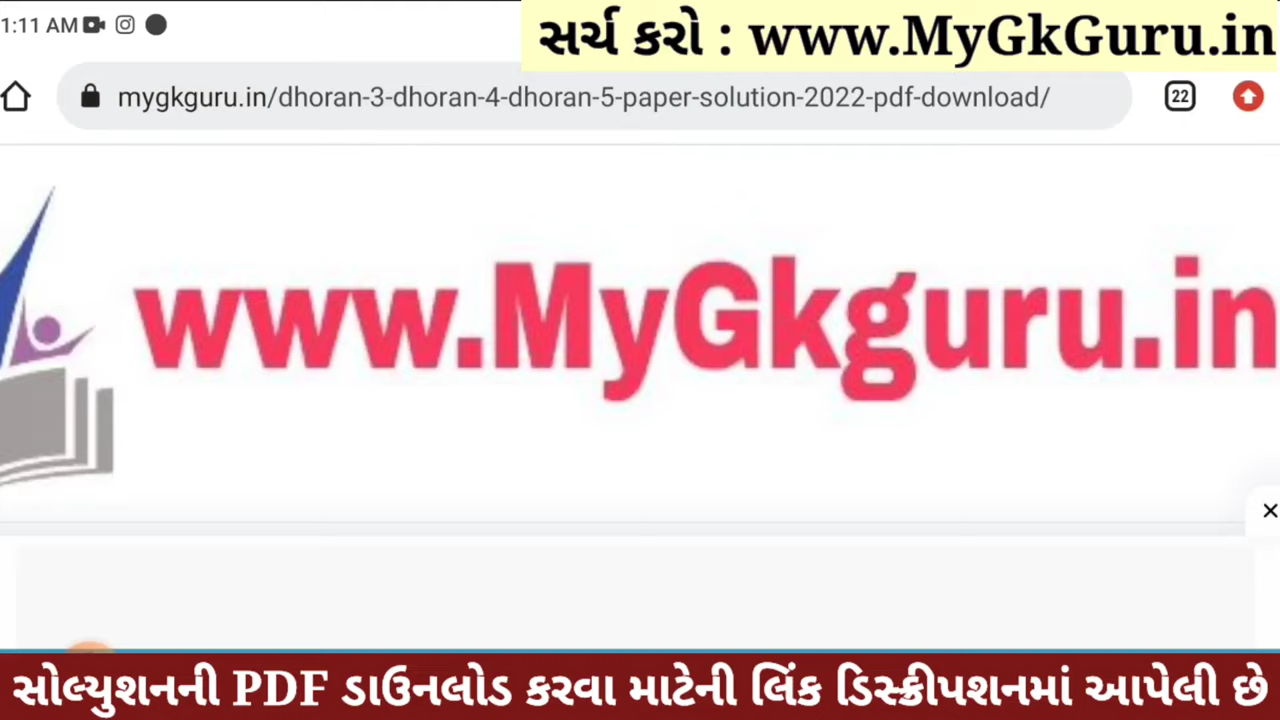 1:11 AM
સર્ચ કરો : www.MyGkGuru.in
mygkguru.in/dhoran-3-dhoran-4-dhoran-5-paper-solution-2022-pdf-download/
22
www.MyGkguru.in
સોલ્યુશનની PDF ડાઉનલોડ કરવા માટેની લિંક ડિસ્ક્રીપશનમાં આપેલી છે